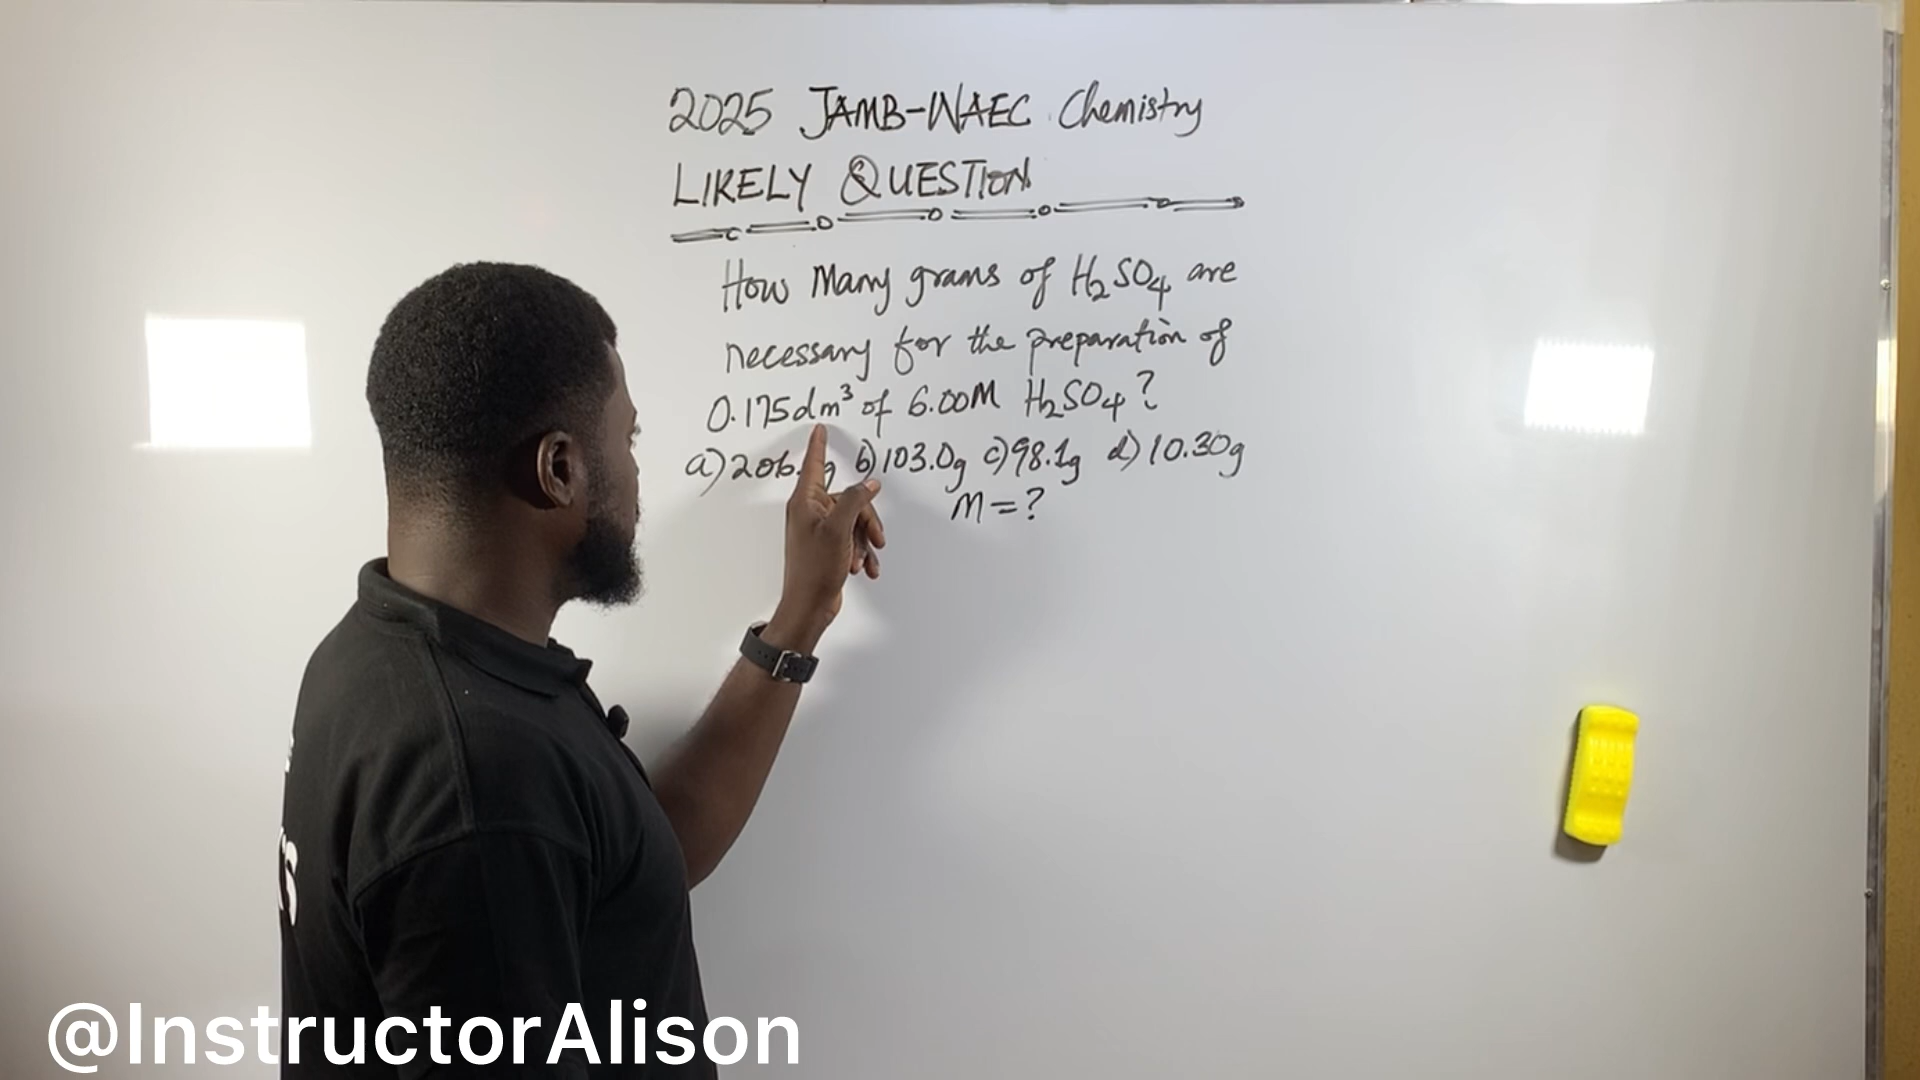 2025 JAMB-WAEC Chemistry
LIKELY QUESTION
How Many grams of H₂SO₄ are
necessary for the preparation of
0.175dm³ of 6.00M H₂SO₄?
a) 206. g b) 103.0g c) 98.1g d) 10.30g
M = ?
@InstructorAlison